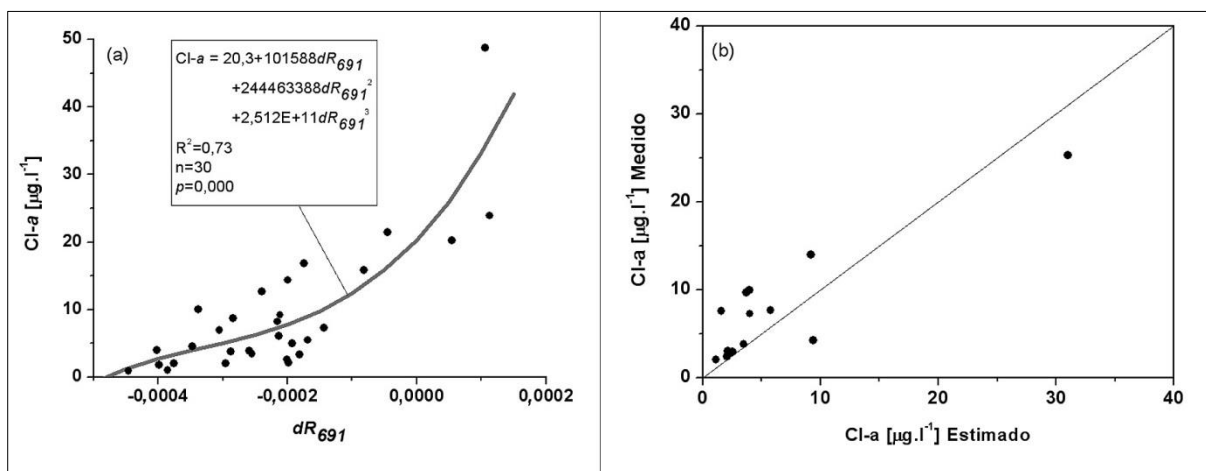 (a)
Cl-a = 20,3+101588dR691
+244463388dR691²
+2,512E+11dR691³
R²=0,73
n=30
p=0,000
Cl-a [µg.l⁻¹]
50
40
30
20
10
0
-0,0004 -0,0002 0,0000 0,0002
dR691
(b)
Cl-a [µg.l⁻¹] Medido
40
30
20
10
0
0 10 20 30 40
Cl-a [µg.l⁻¹] Estimado